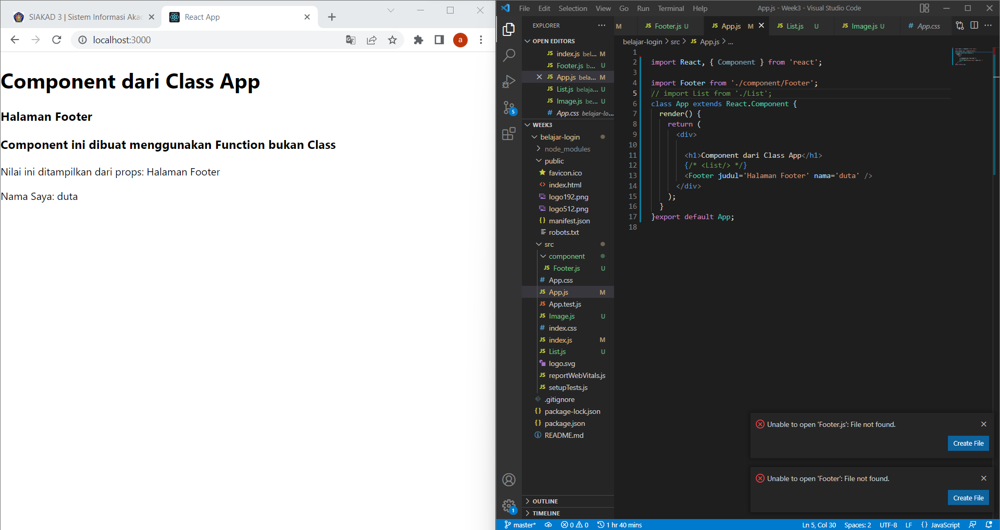 SIAKAD 3 | Sistem Informasi Akac
React App
localhost:3000
a
Component dari Class App
Halaman Footer
Component ini dibuat menggunakan Function bukan Class
Nilai ini ditampilkan dari props: Halaman Footer
Nama Saya: duta
File Edit Selection View Go Run Terminal Help
App.js - Week3 - Visual Studio Code
EXPLORER ...
OPEN EDITORS
JS index.js bel... M
JS Footer.js b... U
JS App.js bela... M
JS List.js belaja... U
JS Image.js be... U
# App.css belajar-lo...
WEEK3
belajar-login
node_modules
public
favicon.ico
<> index.html
logo192.png
logo512.png
{} manifest.json
robots.txt
src
component
JS Footer.js U
# App.css
JS App.js M
JS App.test.js
JS Image.js U
# index.css
JS index.js M
JS List.js U
logo.svg
JS reportWebVitals.js
JS setupTests.js
.gitignore
{} package-lock.json
{} package.json
README.md
OUTLINE
TIMELINE
5
1
M JS Footer.js U JS App.js M JS List.js U JS Image.js U # App.css ...
belajar-login > src > JS App.js > ...
1
2 import React, { Component } from 'react';
3
4 import Footer from './component/Footer';
5 // import List from './List';
6 class App extends React.Component {
7 render() {
8 return (
9 <div>
10
11 <h1>Component dari Class App</h1>
12 {/* <List/> */}
13 <Footer judul='Halaman Footer' nama='duta' />
14 </div>
15 );
16 }
17 }export default App;
18
Unable to open 'Footer.js': File not found.
Create File
Unable to open 'Footer': File not found.
Create File
master* 0 0 1 hr 40 mins
Ln 5, Col 30 Spaces: 2 UTF-8 LF {} JavaScript